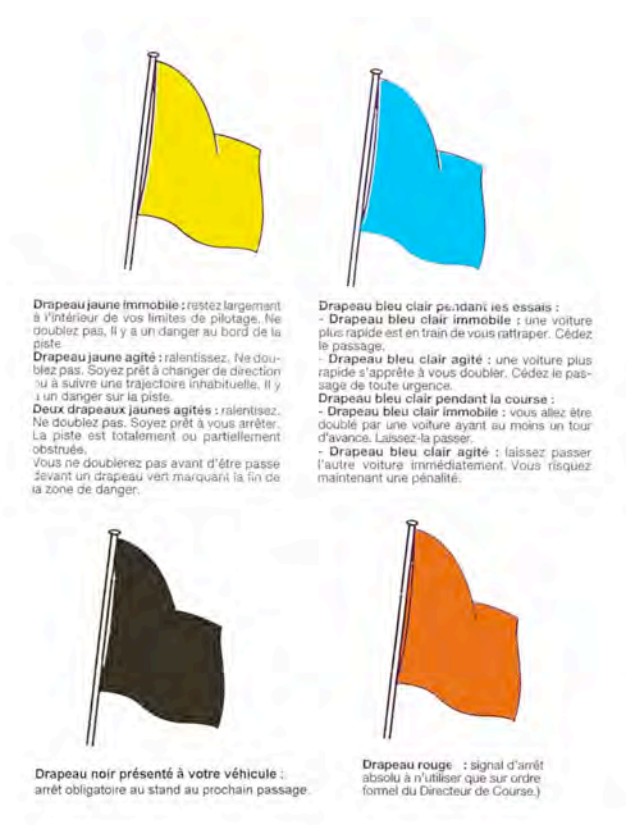 Drapeau jaune immobile : restez largement
à l'intérieur de vos limites de pilotage. Ne
doublez pas. Il y a un danger au bord de la
piste.
Drapeau jaune agité : ralentissez. Ne dou-
blez pas. Soyez prêt à changer de direction
ou à suivre une trajectoire inhabituelle. Il y
a un danger sur la piste.
Deux drapeaux jaunes agités : ralentisez.
Ne doublez pas. Soyez prêt à vous arrêter.
La piste est totalement ou partiellement
obstruée.
Vous ne doublerez pas avant d'être passe
devant un drapeau vert marquant la fin de
la zone de danger.
Drapeau bleu clair pendant les essais :
- Drapeau bleu clair immobile : une voiture
plus rapide est en train de vous rattraper. Cédez
le passage.
- Drapeau bleu clair agité : une voiture plus
rapide s'apprête à vous doubler. Cédez le pas-
sage de toute urgence.
Drapeau bleu clair pendant la course :
- Drapeau bleu clair immobile : vous allez être
doublé par une voiture ayant au moins un tour
d'avance. Laissez-la passer.
- Drapeau bleu clair agité : laissez passer
l'autre voiture immédiatement. Vous risquez
maintenant une pénalité.
Drapeau noir présenté à votre véhicule :
arrêt obligatoire au stand au prochain passage.
Drapeau rouge : signal d'arrêt
absolu à n'utiliser que sur ordre
formel du Directeur de Course.)